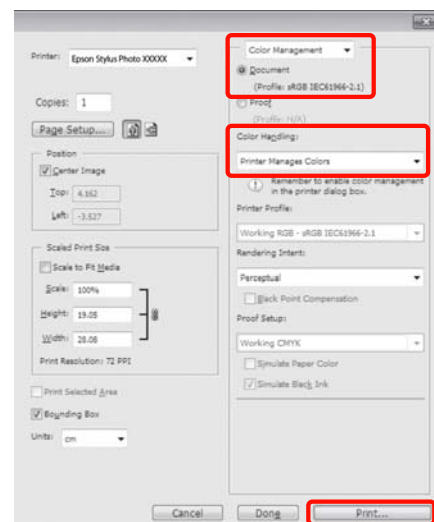 Printer: Epson Stylus Photo XXXXX
Copies: 1
Page Setup...
Position
Center Image
Top: 4.162
Left: -3.527
Scaled Print Size
Scale to Fit Media
Scale: 100%
Height: 19.05
Width: 28.06
Print Resolution: 72 PPI
Print Selected Area
Bounding Box
Units: cm
Color Management
Document
(Profile: sRGB IEC61966-2.1)
Proof
(Profile: N/A)
Color Handling:
Printer Manages Colors
Remember to enable color management
in the printer dialog box.
Printer Profile:
Working RGB - sRGB IEC61966-2.1
Rendering Intent:
Perceptual
Black Point Compensation
Proof Setup:
Working CMYK
Simulate Paper Color
Simulate Black Ink
Cancel
Done
Print...